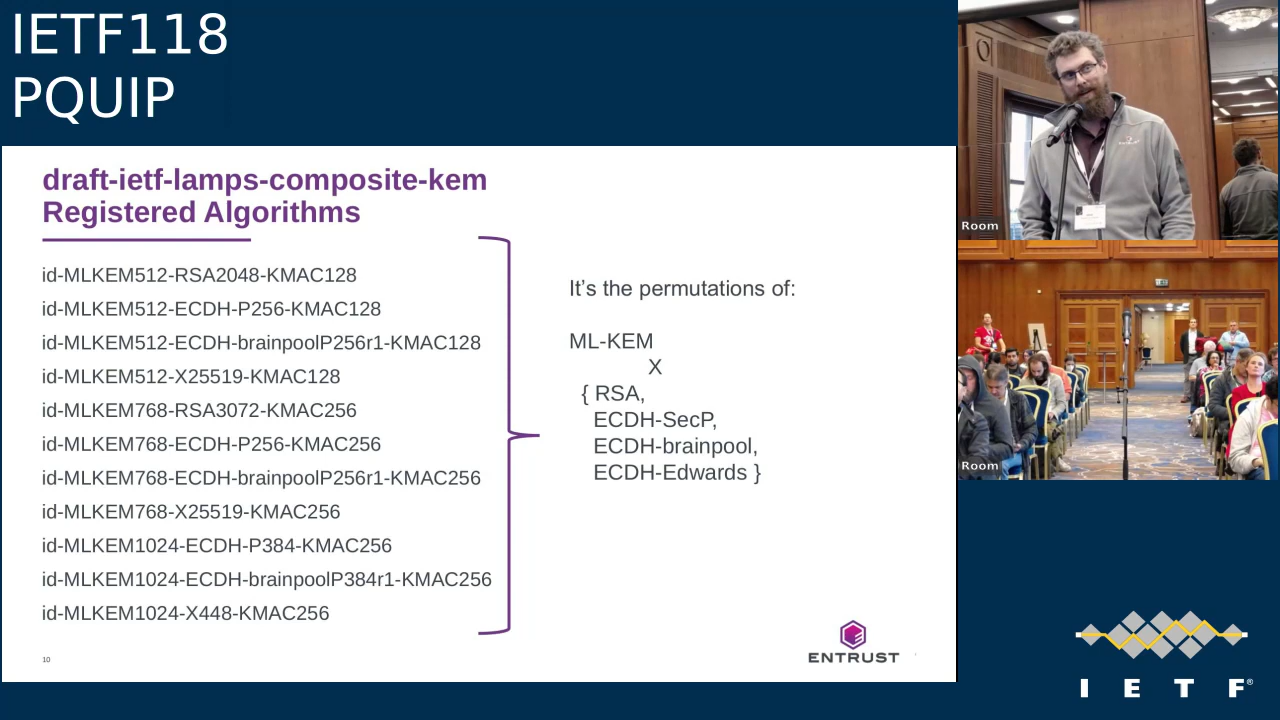 IETF118
PQUIP
draft-ietf-lamps-composite-kem
Registered Algorithms
id-MLKEM512-RSA2048-KMAC128
id-MLKEM512-ECDH-P256-KMAC128
id-MLKEM512-ECDH-brainpoolP256r1-KMAC128
id-MLKEM512-X25519-KMAC128
id-MLKEM768-RSA3072-KMAC256
id-MLKEM768-ECDH-P256-KMAC256
id-MLKEM768-ECDH-brainpoolP256r1-KMAC256
id-MLKEM768-X25519-KMAC256
id-MLKEM1024-ECDH-P384-KMAC256
id-MLKEM1024-ECDH-brainpoolP384r1-KMAC256
id-MLKEM1024-X448-KMAC256
It’s the permutations of:
ML-KEM
X
{ RSA,
ECDH-SecP,
ECDH-brainpool,
ECDH-Edwards }
10
ENTRUST
Room
Room
I E T F®